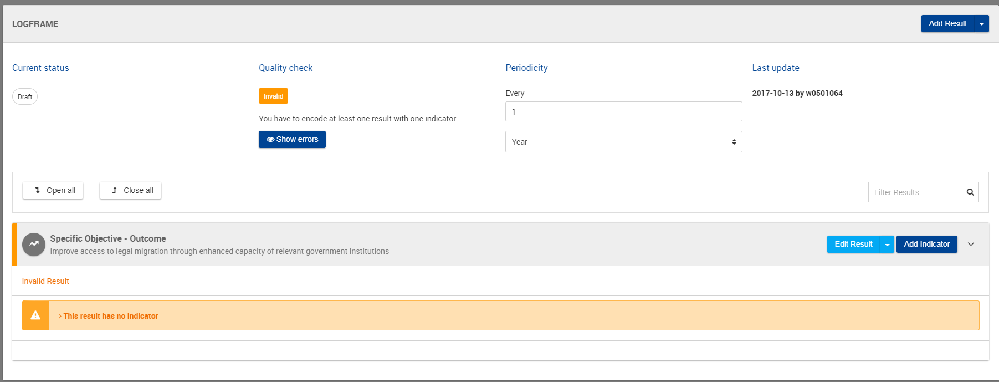 LOGFRAME
Add Result
Current status
Quality check
Periodicity
Last update
Draft
Invalid
Every
2017-10-13 by w0501064
1
You have to encode at least one result with one indicator
Show errors
Year
Open all
Close all
Filter Results
Specific Objective - Outcome
Improve access to legal migration through enhanced capacity of relevant government institutions
Edit Result
Add Indicator
Invalid Result
> This result has no indicator